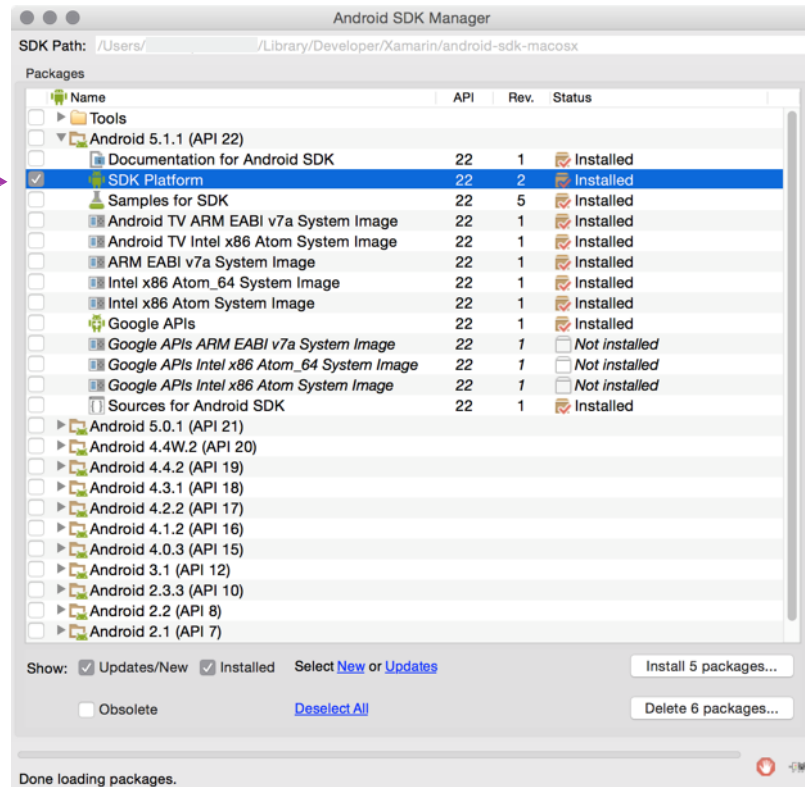 Android SDK Manager
SDK Path: /Users/ /Library/Developer/Xamarin/android-sdk-macosx
Packages
Name API Rev. Status
Tools
Android 5.1.1 (API 22)
Documentation for Android SDK 22 1 Installed
SDK Platform 22 2 Installed
Samples for SDK 22 5 Installed
Android TV ARM EABI v7a System Image 22 1 Installed
Android TV Intel x86 Atom System Image 22 1 Installed
ARM EABI v7a System Image 22 1 Installed
Intel x86 Atom_64 System Image 22 1 Installed
Intel x86 Atom System Image 22 1 Installed
Google APIs 22 1 Installed
Google APIs ARM EABI v7a System Image 22 1 Not installed
Google APIs Intel x86 Atom_64 System Image 22 1 Not installed
Google APIs Intel x86 Atom System Image 22 1 Not installed
Sources for Android SDK 22 1 Installed
Android 5.0.1 (API 21)
Android 4.4W.2 (API 20)
Android 4.4.2 (API 19)
Android 4.3.1 (API 18)
Android 4.2.2 (API 17)
Android 4.1.2 (API 16)
Android 4.0.3 (API 15)
Android 3.1 (API 12)
Android 2.3.3 (API 10)
Android 2.2 (API 8)
Android 2.1 (API 7)
Show: Updates/New Installed Select New or Updates Install 5 packages...
Obsolete Deselect All Delete 6 packages...
Done loading packages.